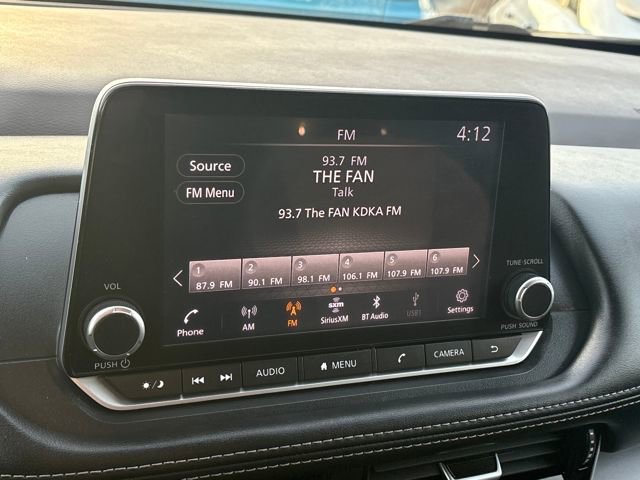 FM 4:12
Source
93.7 FM
THE FAN
Talk
FM Menu
93.7 The FAN KDKA FM
1 2 3 4 5 6
87.9 FM 90.1 FM 98.1 FM 106.1 FM 107.9 FM 107.9 FM
Phone AM FM sxm SiriusXM BT Audio USB1 Settings
VOL
PUSH
TUNE·SCROLL
PUSH SOUND
AUDIO MENU CAMERA